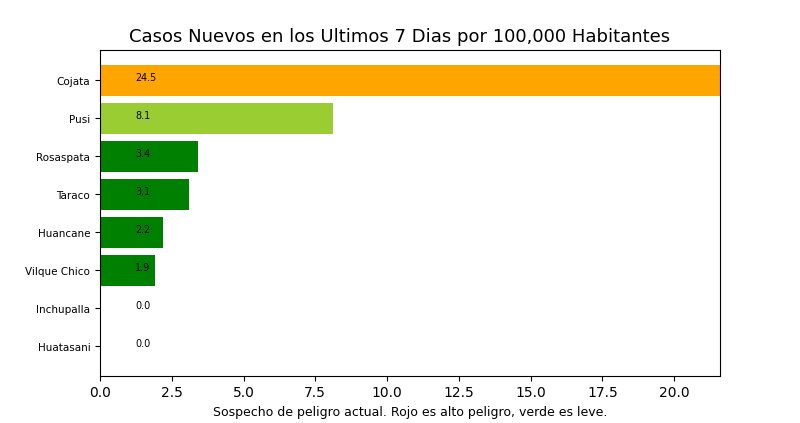 Casos Nuevos en los Ultimos 7 Dias por 100,000 Habitantes
Cojata 24.5
Pusi 8.1
Rosaspata 3.4
Taraco 3.1
Huancane 2.2
Vilque Chico 1.9
Inchupalla 0.0
Huatasani 0.0
0.0 2.5 5.0 7.5 10.0 12.5 15.0 17.5 20.0
Sospecho de peligro actual. Rojo es alto peligro, verde es leve.